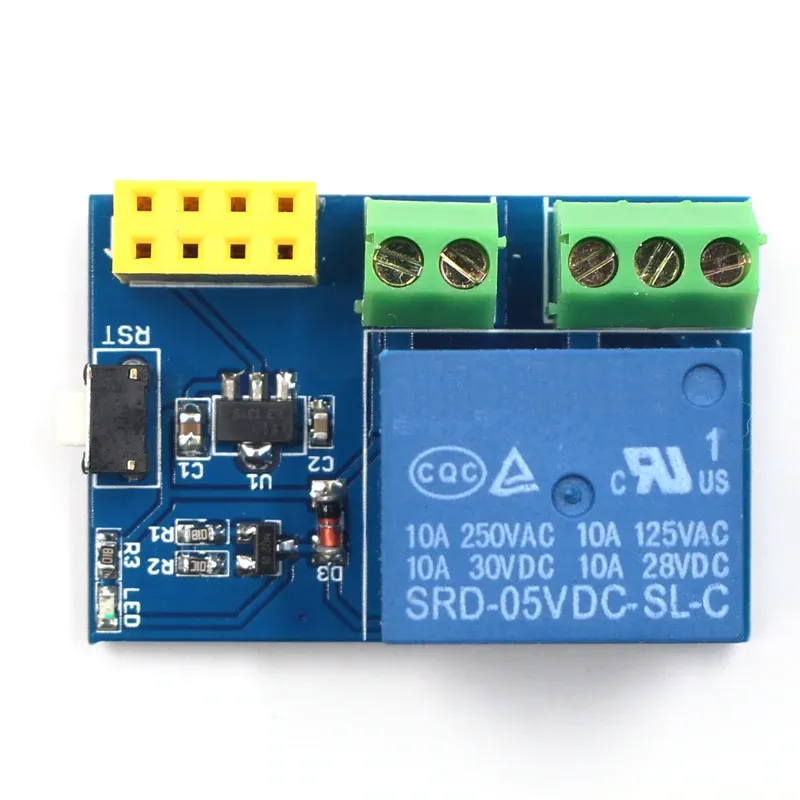 RST
C1
U1
C2
R1
R2
R3
LED
D3
CQC
c RU US
1
10A 250VAC 10A 125VAC
10A 30VDC 10A 28VDC
SRD-05VDC-SL-C